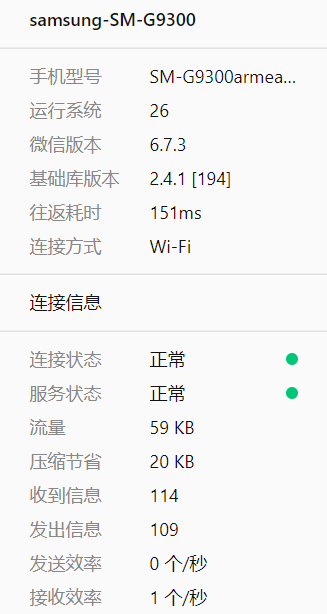 samsung-SM-G9300
手机型号 SM-G9300armea...
运行系统 26
微信版本 6.7.3
基础库版本 2.4.1 [194]
往返耗时 151ms
连接方式 Wi-Fi
连接信息
连接状态 正常
服务状态 正常
流量 59 KB
压缩节省 20 KB
收到信息 114
发出信息 109
发送效率 0 个/秒
接收效率 1 个/秒